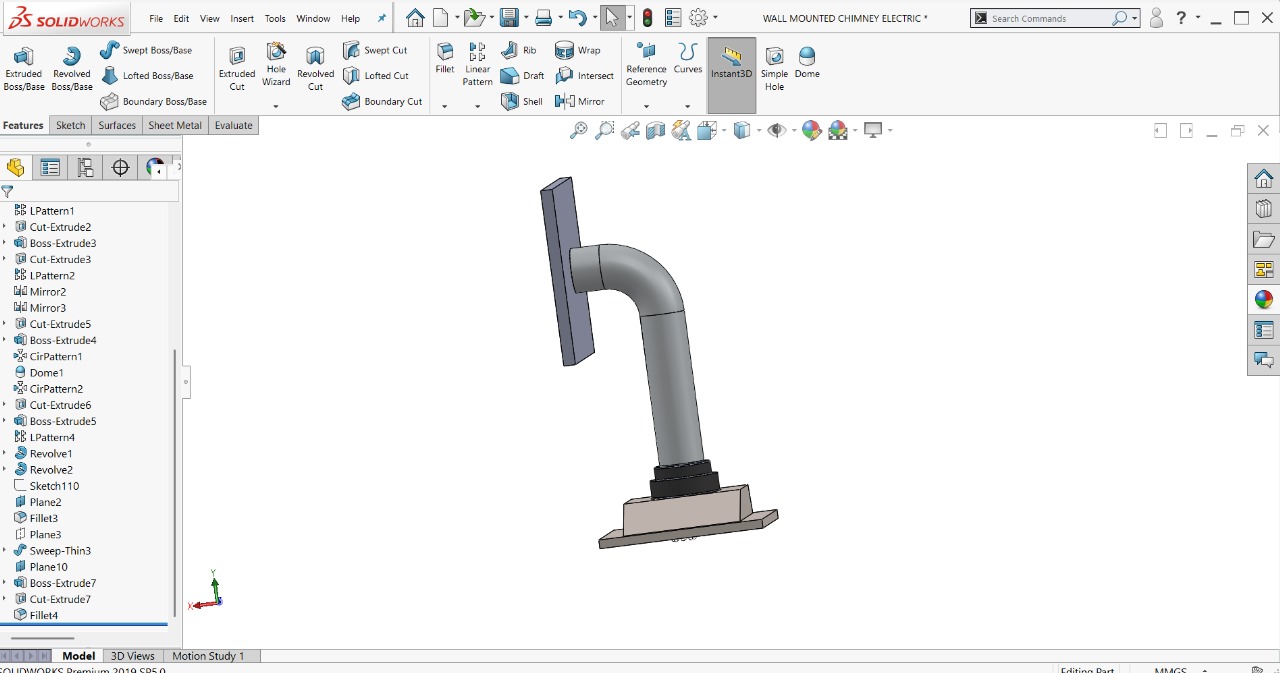 SOLIDWORKS File Edit View Insert Tools Window Help WALL MOUNTED CHIMNEY ELECTRIC * Search Commands ?
Extruded Boss/Base
Revolved Boss/Base
Swept Boss/Base
Lofted Boss/Base
Boundary Boss/Base
Extruded Cut
Hole Wizard
Revolved Cut
Swept Cut
Lofted Cut
Boundary Cut
Fillet
Linear Pattern
Rib
Draft
Shell
Wrap
Intersect
Mirror
Reference Geometry
Curves
Instant3D
Simple Hole
Dome
Features Sketch Surfaces Sheet Metal Evaluate
LPattern1
Cut-Extrude2
Boss-Extrude3
Cut-Extrude3
LPattern2
Mirror2
Mirror3
Cut-Extrude5
Boss-Extrude4
CirPattern1
Dome1
CirPattern2
Cut-Extrude6
Boss-Extrude5
LPattern4
Revolve1
Revolve2
Sketch110
Plane2
Fillet3
Plane3
Sweep-Thin3
Plane10
Boss-Extrude7
Cut-Extrude7
Fillet4
Y
X
Model 3D Views Motion Study 1
SOLIDWORKS Premium 2019 SP5.0 Editing Part MMGS